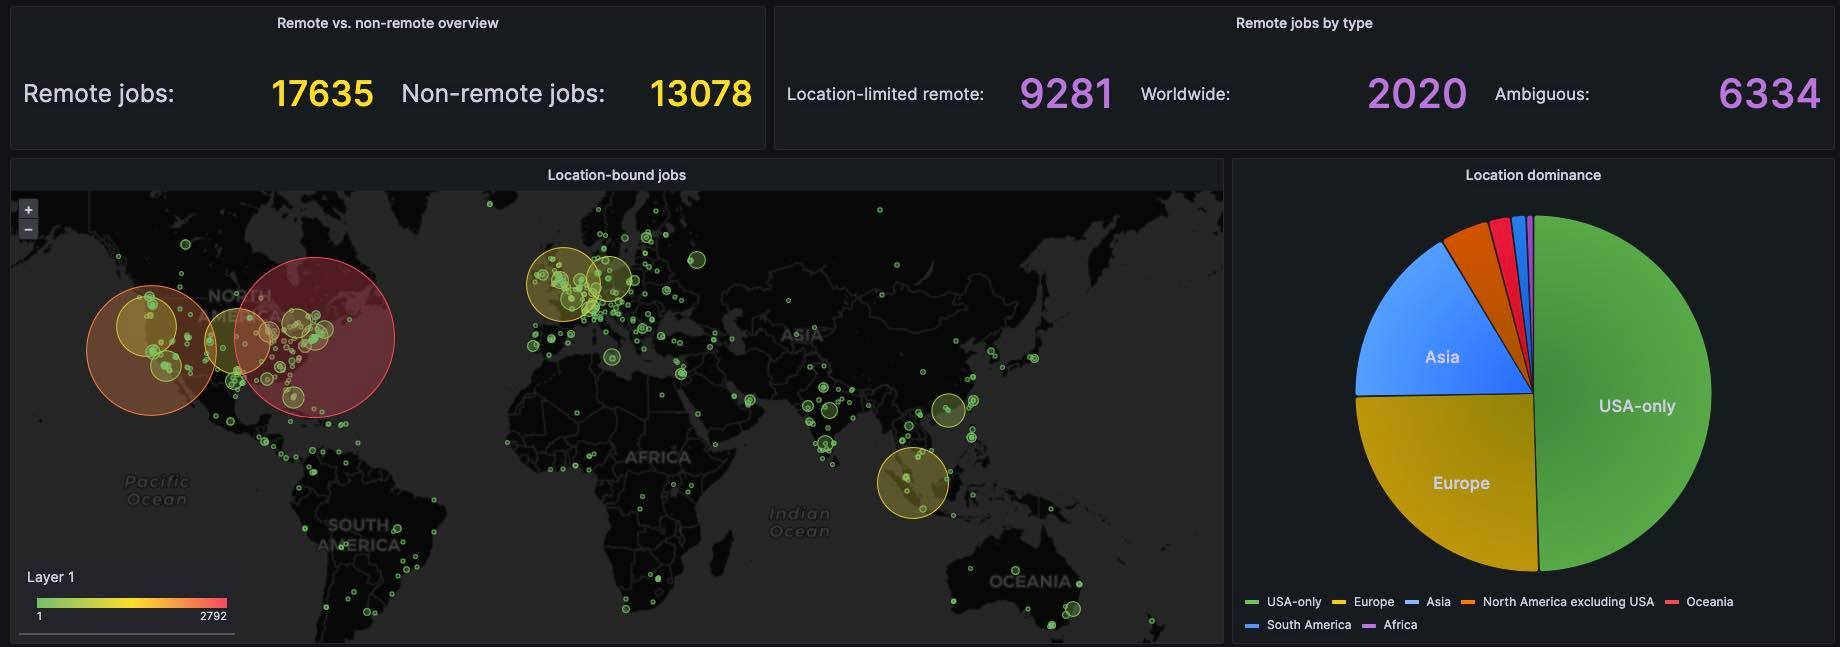 Remote vs. non-remote overview
Remote jobs: 17635 Non-remote jobs: 13078
Remote jobs by type
Location-limited remote: 9281 Worldwide: 2020 Ambiguous: 6334
Location-bound jobs
+
−
NORTH
AMERICA
ASIA
AFRICA
Pacific
Ocean
Indian
Ocean
SOUTH
AMERICA
OCEANIA
Layer 1
1 2792
Location dominance
Asia
USA-only
Europe
USA-only Europe Asia North America excluding USA Oceania
South America Africa